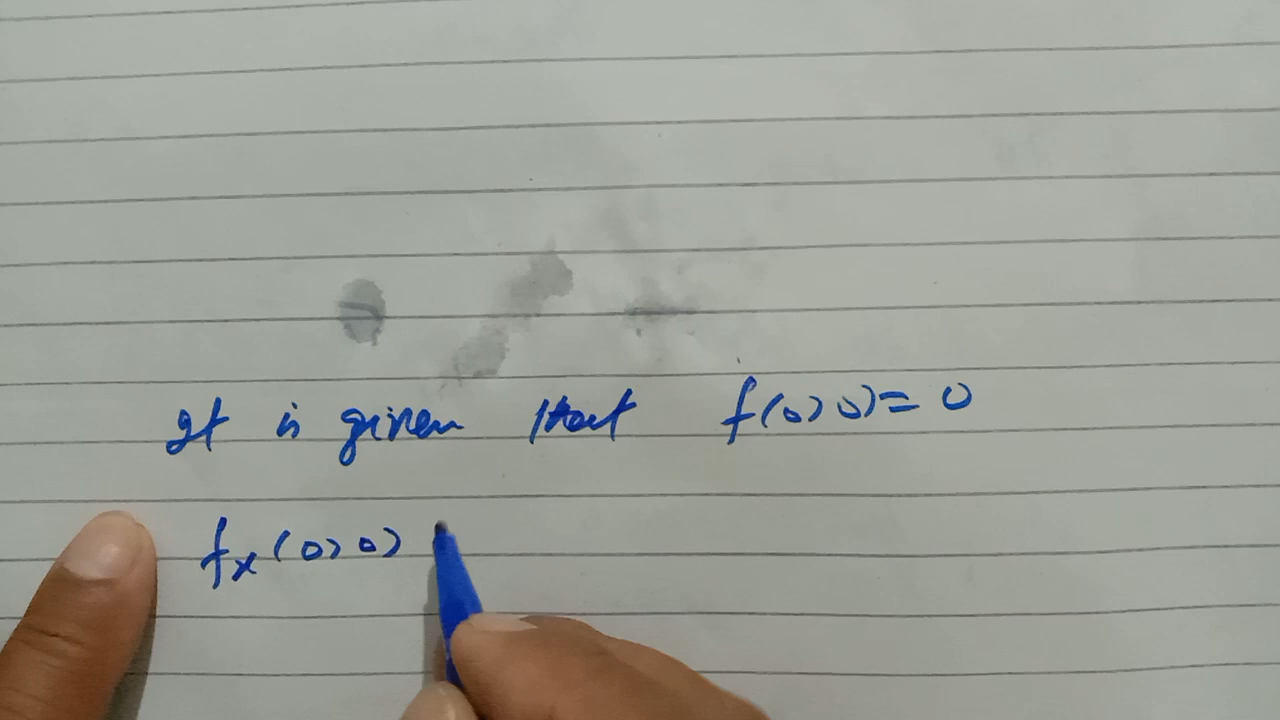 It is given that f(0,0)= 0
fx(0,0)